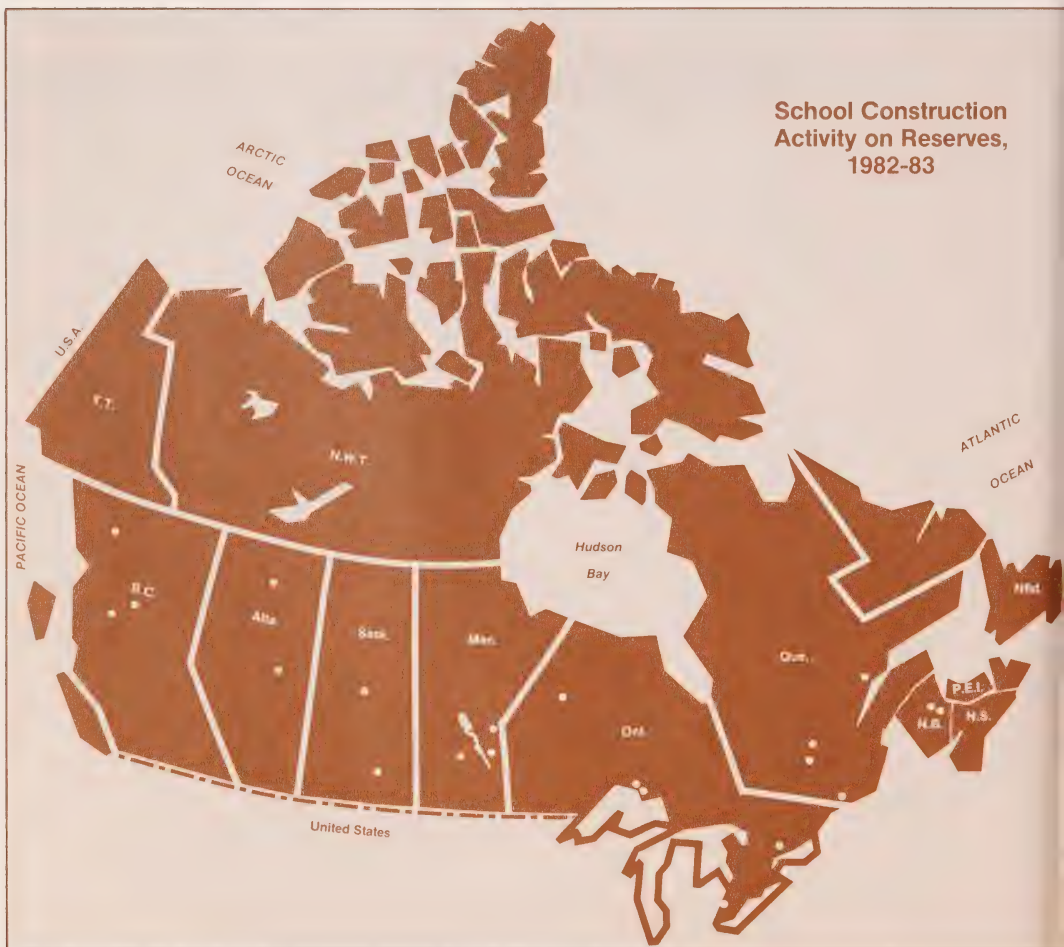 School Construction
Activity on Reserves,
1982-83
ARCTIC
OCEAN
U.S.A.
Y.T.
N.W.T.
ATLANTIC
OCEAN
PACIFIC OCEAN
Hudson
Bay
B.C.
Alta.
Sask.
Man.
Ont.
Que.
Nfld.
P.E.I.
N.B.
N.S.
United States